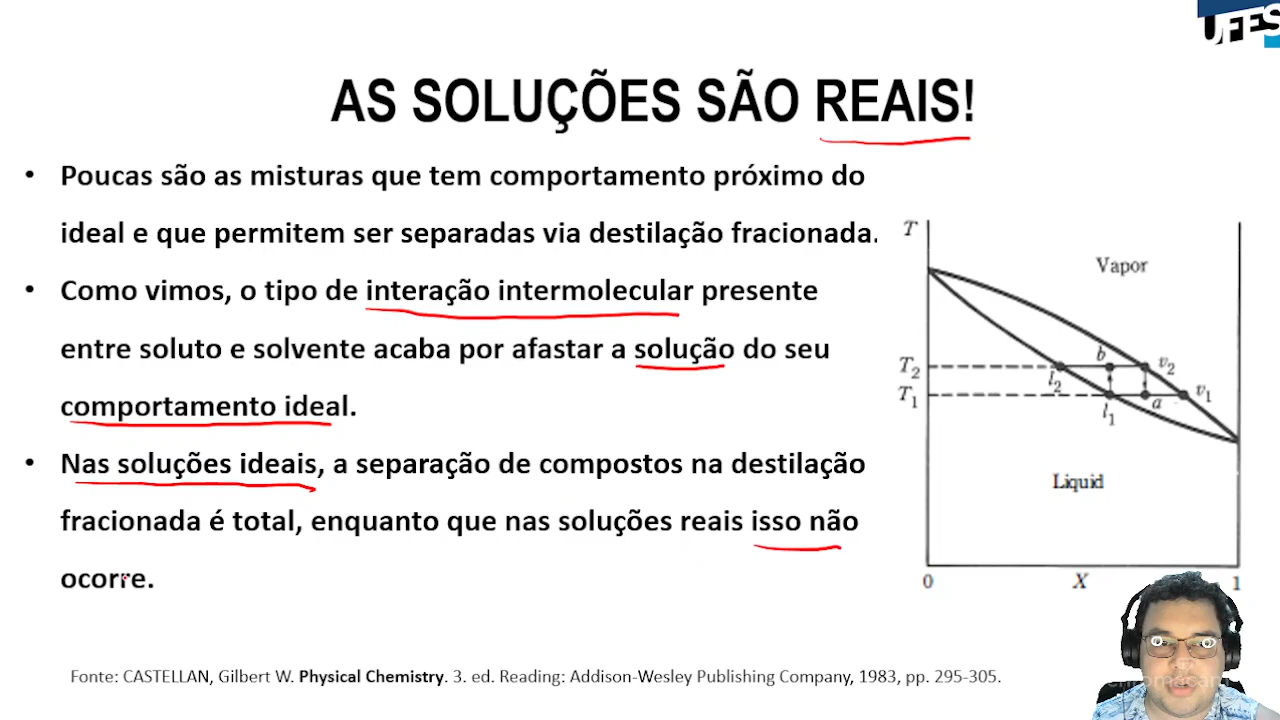 UFES
AS SOLUÇÕES SÃO REAIS!
• Poucas são as misturas que tem comportamento próximo do
ideal e que permitem ser separadas via destilação fracionada.
• Como vimos, o tipo de interação intermolecular presente
entre soluto e solvente acaba por afastar a solução do seu
comportamento ideal.
• Nas soluções ideais, a separação de compostos na destilação
fracionada é total, enquanto que nas soluções reais isso não
ocorre.
T
Vapor
b
T₂
l₂
v₂
T₁
l₁
a
v₁
Liquid
0
X
1
Fonte: CASTELLAN, Gilbert W. Physical Chemistry. 3. ed. Reading: Addison-Wesley Publishing Company, 1983, pp. 295-305.